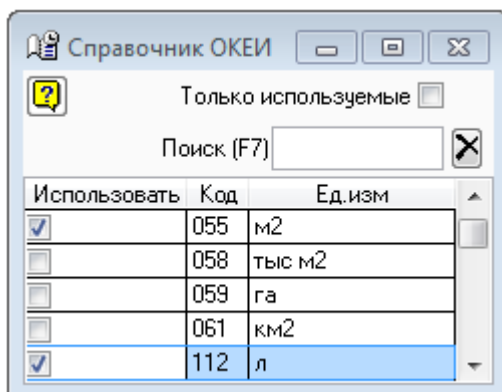 Справочник ОКЕИ
Только используемые
Поиск (F7)
Использовать Код Ед.изм
055 м2
058 тыс м2
059 га
061 км2
112 л